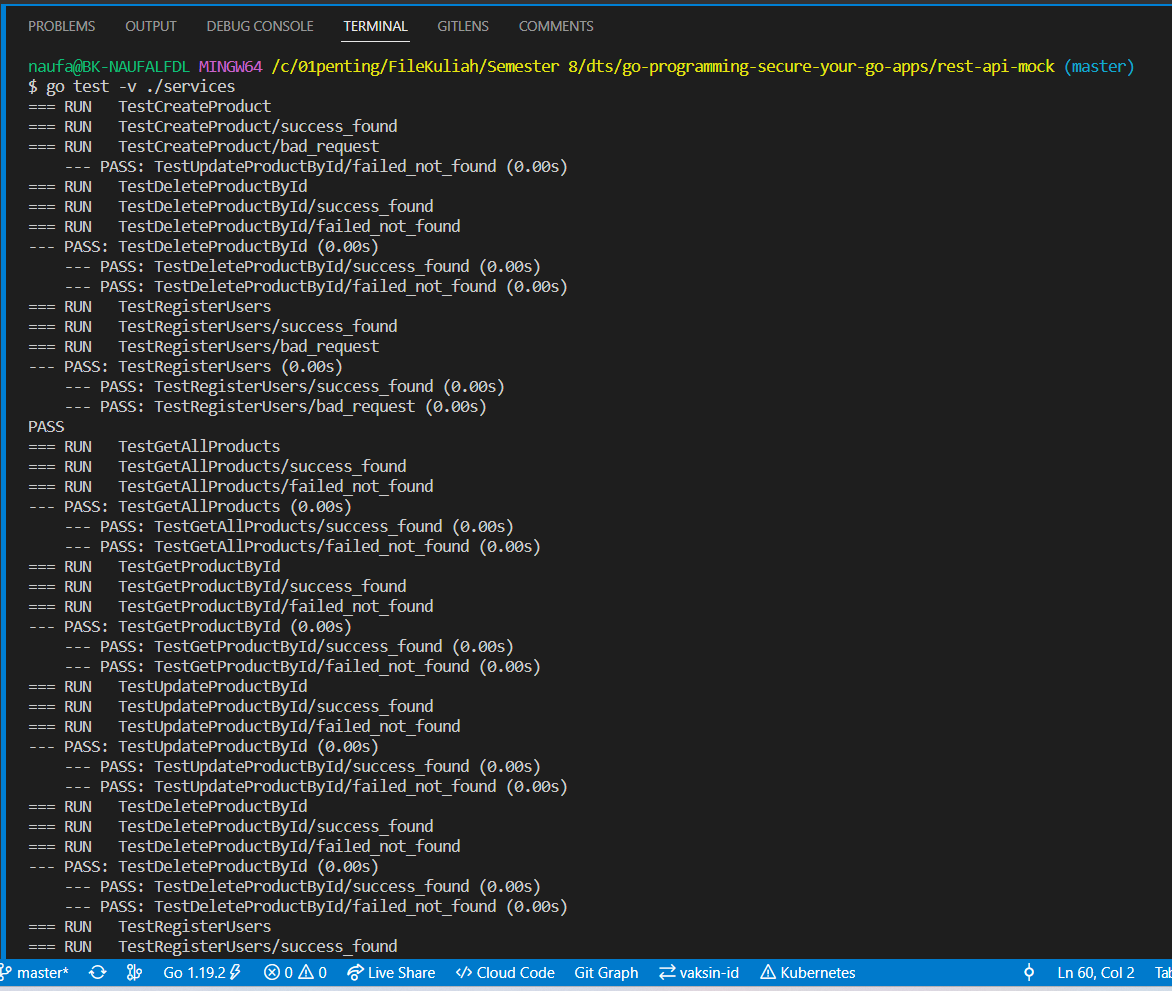 PROBLEMS OUTPUT DEBUG CONSOLE TERMINAL GITLENS COMMENTS
naufa@BK-NAUFALFDL MINGW64 /c/01penting/FileKuliah/Semester 8/dts/go-programming-secure-your-go-apps/rest-api-mock (master)
$ go test -v ./services
=== RUN   TestCreateProduct
=== RUN   TestCreateProduct/success_found
=== RUN   TestCreateProduct/bad_request
    --- PASS: TestUpdateProductById/failed_not_found (0.00s)
=== RUN   TestDeleteProductById
=== RUN   TestDeleteProductById/success_found
=== RUN   TestDeleteProductById/failed_not_found
--- PASS: TestDeleteProductById (0.00s)
    --- PASS: TestDeleteProductById/success_found (0.00s)
    --- PASS: TestDeleteProductById/failed_not_found (0.00s)
=== RUN   TestRegisterUsers
=== RUN   TestRegisterUsers/success_found
=== RUN   TestRegisterUsers/bad_request
--- PASS: TestRegisterUsers (0.00s)
    --- PASS: TestRegisterUsers/success_found (0.00s)
    --- PASS: TestRegisterUsers/bad_request (0.00s)
PASS
=== RUN   TestGetAllProducts
=== RUN   TestGetAllProducts/success_found
=== RUN   TestGetAllProducts/failed_not_found
--- PASS: TestGetAllProducts (0.00s)
    --- PASS: TestGetAllProducts/success_found (0.00s)
    --- PASS: TestGetAllProducts/failed_not_found (0.00s)
=== RUN   TestGetProductById
=== RUN   TestGetProductById/success_found
=== RUN   TestGetProductById/failed_not_found
--- PASS: TestGetProductById (0.00s)
    --- PASS: TestGetProductById/success_found (0.00s)
    --- PASS: TestGetProductById/failed_not_found (0.00s)
=== RUN   TestUpdateProductById
=== RUN   TestUpdateProductById/success_found
=== RUN   TestUpdateProductById/failed_not_found
--- PASS: TestUpdateProductById (0.00s)
    --- PASS: TestUpdateProductById/success_found (0.00s)
    --- PASS: TestUpdateProductById/failed_not_found (0.00s)
=== RUN   TestDeleteProductById
=== RUN   TestDeleteProductById/success_found
=== RUN   TestDeleteProductById/failed_not_found
--- PASS: TestDeleteProductById (0.00s)
    --- PASS: TestDeleteProductById/success_found (0.00s)
    --- PASS: TestDeleteProductById/failed_not_found (0.00s)
=== RUN   TestRegisterUsers
=== RUN   TestRegisterUsers/success_found
master* Go 1.19.2 0 0 Live Share Cloud Code Git Graph vaksin-id Kubernetes Ln 60, Col 2